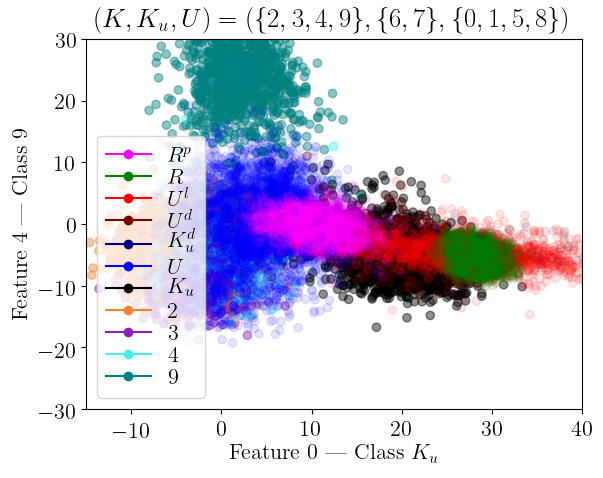 (K, K_u, U) = ({2, 3, 4, 9}, {6, 7}, {0, 1, 5, 8})
30
20
10
0
−10
−20
−30
Feature 4 — Class 9
R^p
R
U^l
U^d
K_u^d
U
K_u
2
3
4
9
−10 0 10 20 30 40
Feature 0 — Class K_u